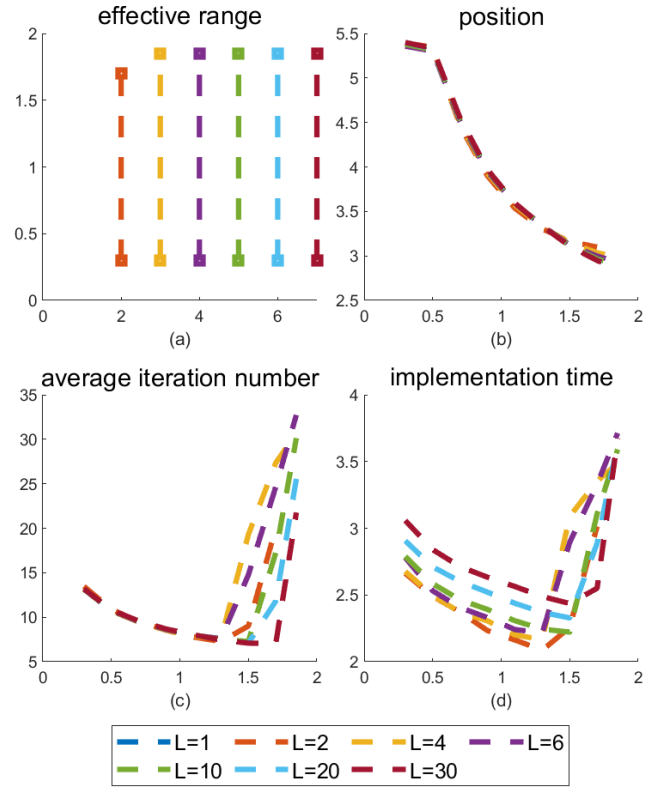 effective range
2
1.5
1
0.5
0
0 2 4 6
(a)
position
5.5
5
4.5
4
3.5
3
2.5
0 0.5 1 1.5 2
(b)
average iteration number
35
30
25
20
15
10
5
0 0.5 1 1.5 2
(c)
implementation time
4
3.5
3
2.5
2
0 0.5 1 1.5 2
(d)
L=1 L=2 L=4 L=6
L=10 L=20 L=30